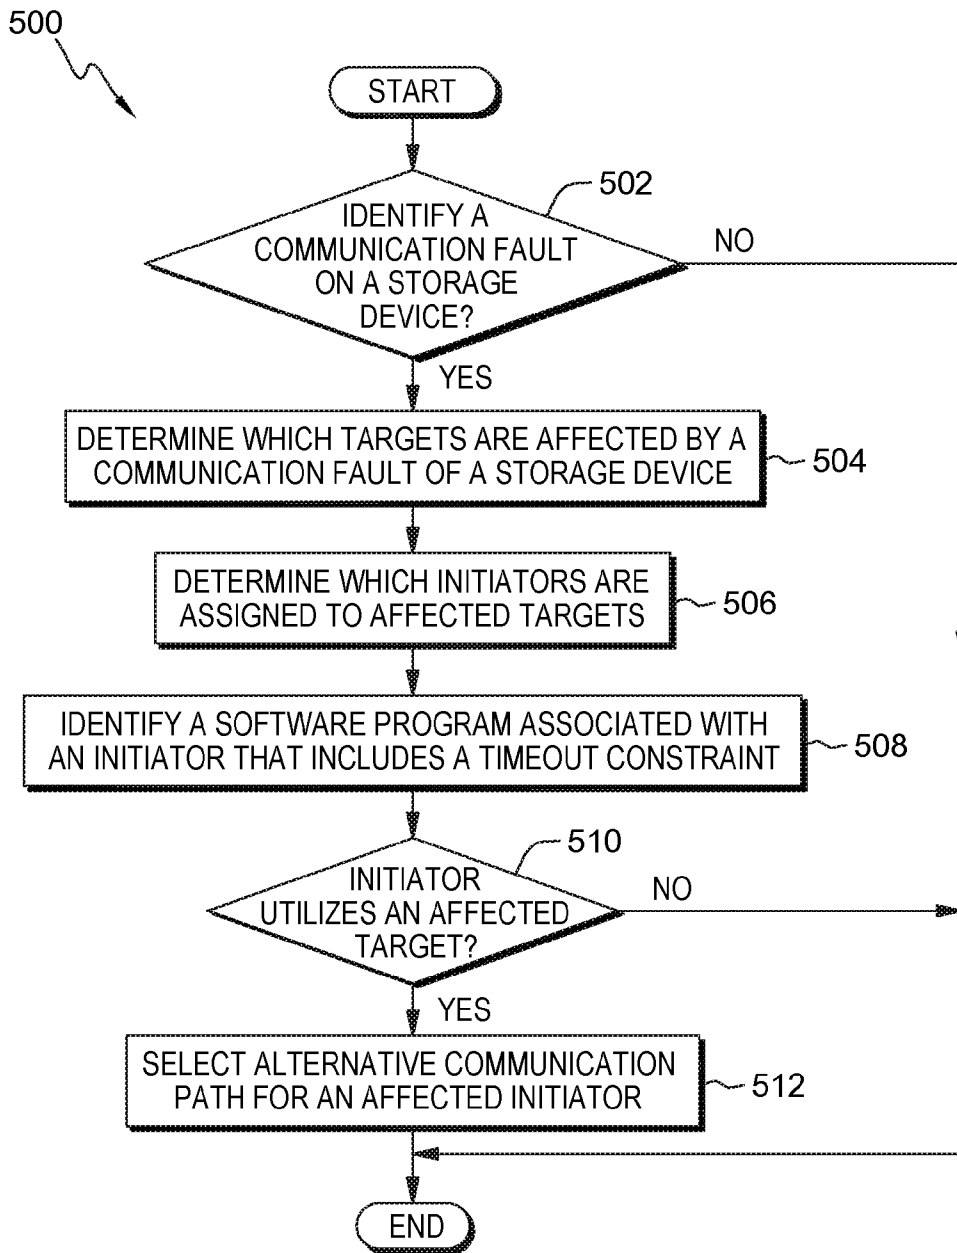 500
START
502
IDENTIFY A
COMMUNICATION FAULT
ON A STORAGE
DEVICE?
NO
YES
DETERMINE WHICH TARGETS ARE AFFECTED BY A
COMMUNICATION FAULT OF A STORAGE DEVICE
504
DETERMINE WHICH INITIATORS ARE
ASSIGNED TO AFFECTED TARGETS
506
IDENTIFY A SOFTWARE PROGRAM ASSOCIATED WITH
AN INITIATOR THAT INCLUDES A TIMEOUT CONSTRAINT
508
510
INITIATOR
UTILIZES AN AFFECTED
TARGET?
NO
YES
SELECT ALTERNATIVE COMMUNICATION
PATH FOR AN AFFECTED INITIATOR
512
END